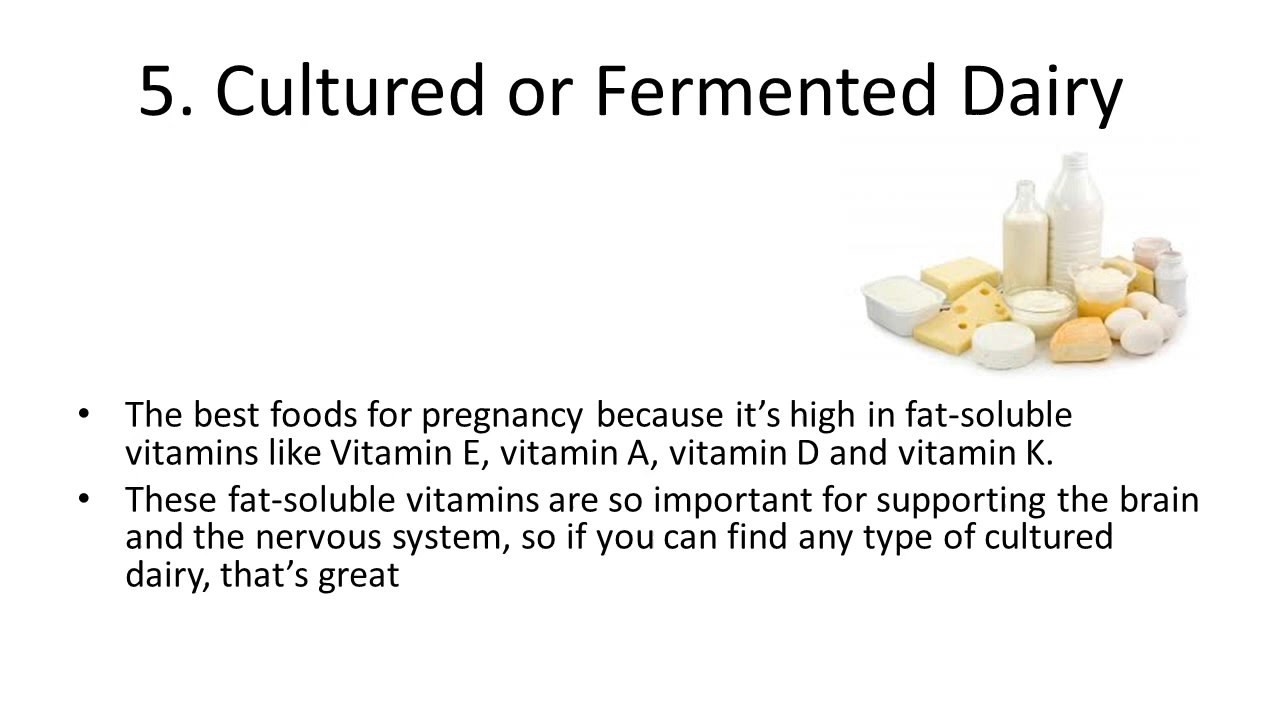 5. Cultured or Fermented Dairy
• The best foods for pregnancy because it’s high in fat-soluble
vitamins like Vitamin E, vitamin A, vitamin D and vitamin K.
• These fat-soluble vitamins are so important for supporting the brain
and the nervous system, so if you can find any type of cultured
dairy, that’s great